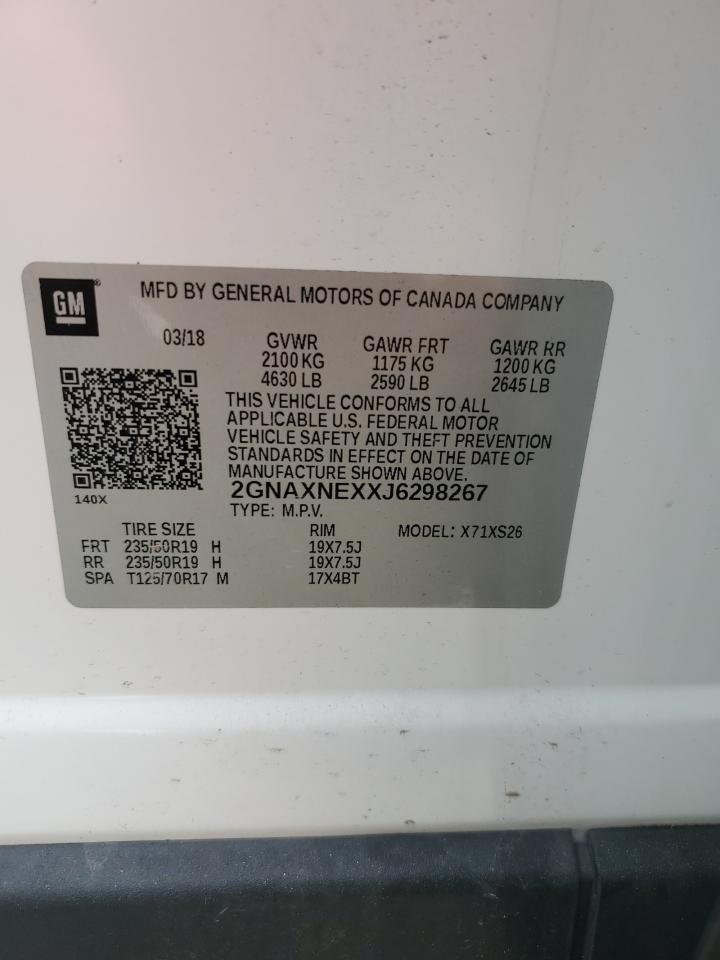 GM
MFD BY GENERAL MOTORS OF CANADA COMPANY
03/18 GVWR GAWR FRT GAWR RR
2100 KG 1175 KG 1200 KG
4630 LB 2590 LB 2645 LB
THIS VEHICLE CONFORMS TO ALL
APPLICABLE U.S. FEDERAL MOTOR
VEHICLE SAFETY AND THEFT PREVENTION
STANDARDS IN EFFECT ON THE DATE OF
MANUFACTURE SHOWN ABOVE.
140X
2GNAXNEXXJ6298267
TYPE: M.P.V.
TIRE SIZE RIM MODEL: X71XS26
FRT 235/50R19 H 19X7.5J
RR 235/50R19 H 19X7.5J
SPA T125/70R17 M 17X4BT